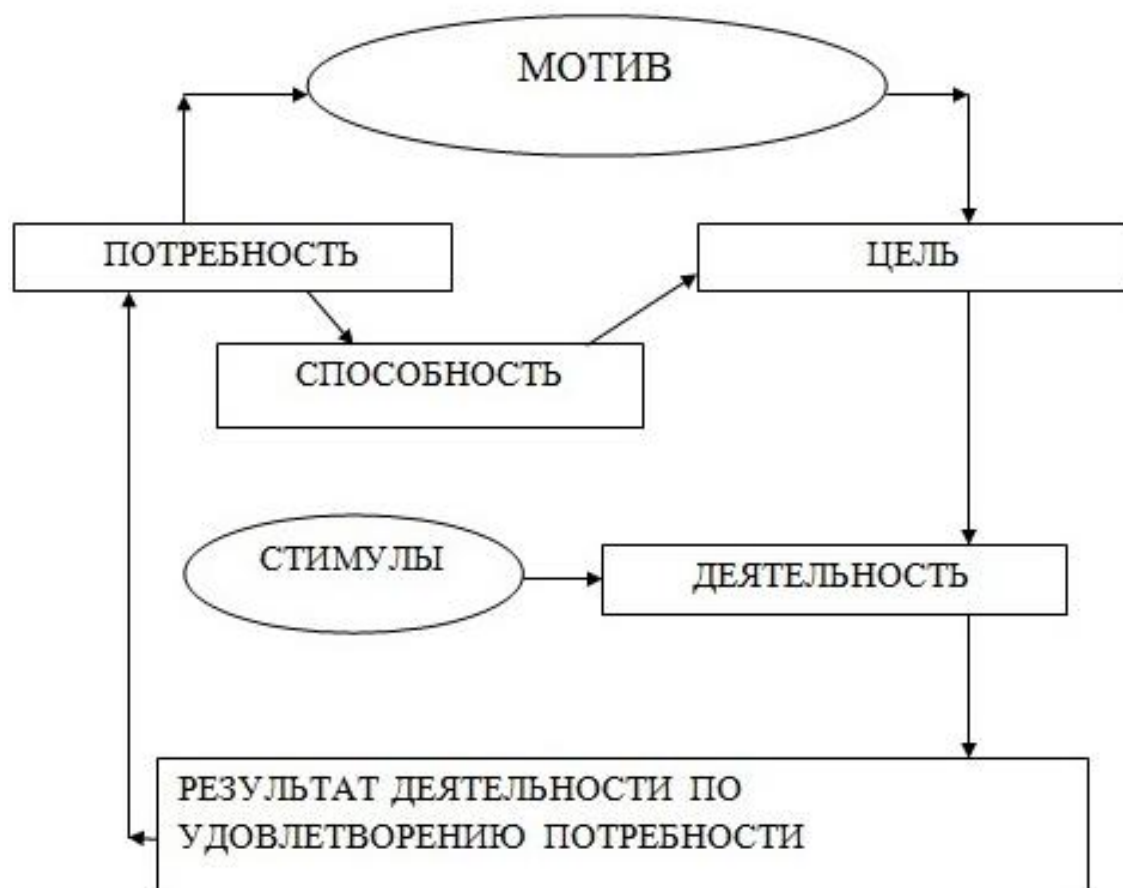 МОТИВ
ПОТРЕБНОСТЬ
ЦЕЛЬ
СПОСОБНОСТЬ
СТИМУЛЫ
ДЕЯТЕЛЬНОСТЬ
РЕЗУЛЬТАТ ДЕЯТЕЛЬНОСТИ ПО
УДОВЛЕТВОРЕНИЮ ПОТРЕБНОСТИ